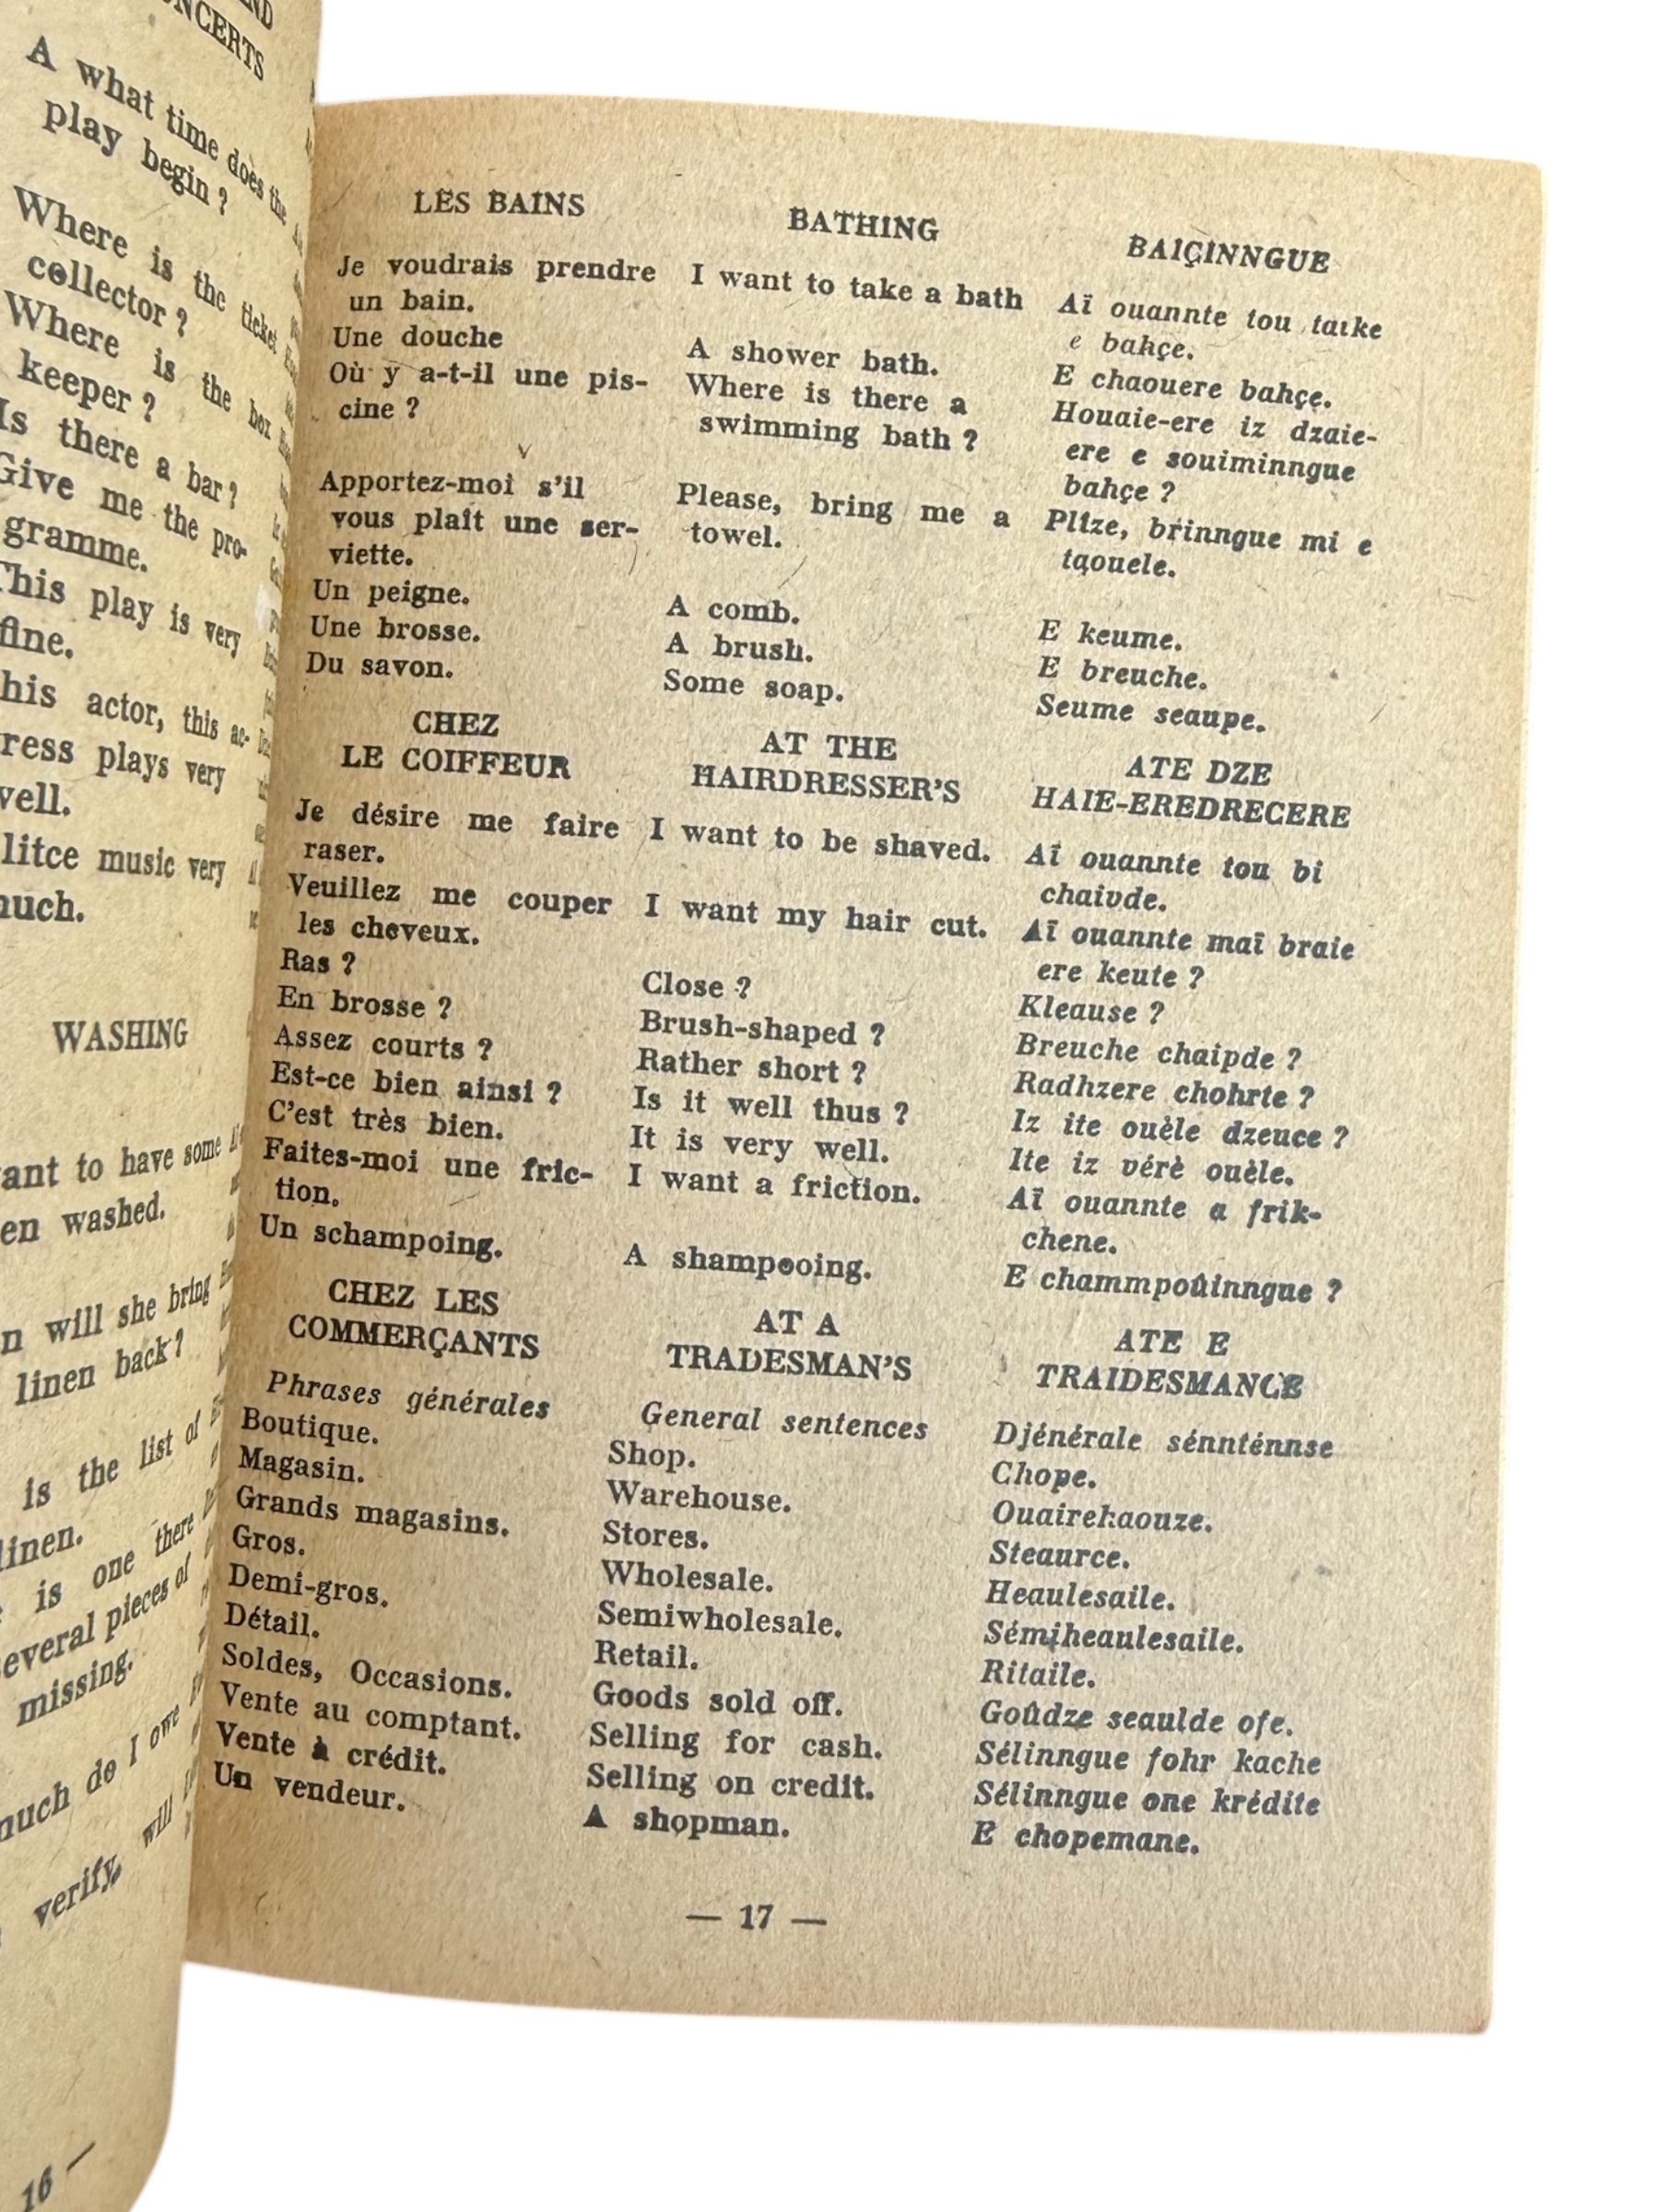 ND
NCERTS
A what time does the
play begin ?
Where is the ticket
collector ?
Where is the box
keeper ?
Is there a bar ?
Give me the pro-
gramme.
This play is very
fine.
his actor, this ac-
ress plays very
well.
litce music very
much.
WASHING
ant to have some
en washed.
n will she bring
linen back ?
is the list of
linen.
is one there
several pieces of
missing.
much do I owe
verify, will
16 —
LES BAINS
Je voudrais prendre
un bain.
Une douche
Où y a-t-il une pis-
cine ?
Apportez-moi s'il
vous plaît une ser-
viette.
Un peigne.
Une brosse.
Du savon.
CHEZ
LE COIFFEUR
Je désire me faire
raser.
Veuillez me couper
les cheveux.
Ras ?
En brosse ?
Assez courts ?
Est-ce bien ainsi ?
C'est très bien.
Faites-moi une fric-
tion.
Un schampoing.
CHEZ LES
COMMERÇANTS
Phrases générales
Boutique.
Magasin.
Grands magasins.
Gros.
Demi-gros.
Détail.
Soldes, Occasions.
Vente au comptant.
Vente à crédit.
Un vendeur.
BATHING
I want to take a bath
A shower bath.
Where is there a
swimming bath ?
Please, bring me a
towel.
A comb.
A brush.
Some soap.
AT THE
HAIRDRESSER'S
I want to be shaved.
I want my hair cut.
Close ?
Brush-shaped ?
Rather short ?
Is it well thus ?
It is very well.
I want a friction.
A shampooing.
AT A
TRADESMAN'S
General sentences
Shop.
Warehouse.
Stores.
Wholesale.
Semiwholesale.
Retail.
Goods sold off.
Selling for cash.
Selling on credit.
A shopman.
BAIÇINNGUE
Aï ouannte tou taike
e bahçe.
E chaouere bahçe.
Houaie-ere iz dzaie-
ere e souiminngue
bahçe ?
Plîze, brinngue mi e
taouele.
E keume.
E breuche.
Seume seaupe.
ATE DZE
HAIE-EREDRECERE
Aï ouannte tou bi
chaivde.
Aï ouannte maï braie
ere keute ?
Kleause ?
Breuche chaipde ?
Radhzere chohrte ?
Iz ite ouèle dzeuce ?
Ite iz vérè ouèle.
Aï ouannte a frik-
chene.
E chammpoûinngue ?
ATE E
TRAIDESMANCE
Djénérale sénnténnse
Chope.
Ouairehaouze.
Steaurce.
Heaulesaile.
Sémiheaulesaile.
Ritaile.
Goûdze seaulde ofe.
Sélinngue fohr kache
Sélinngue one krédite
E chopemane.
— 17 —